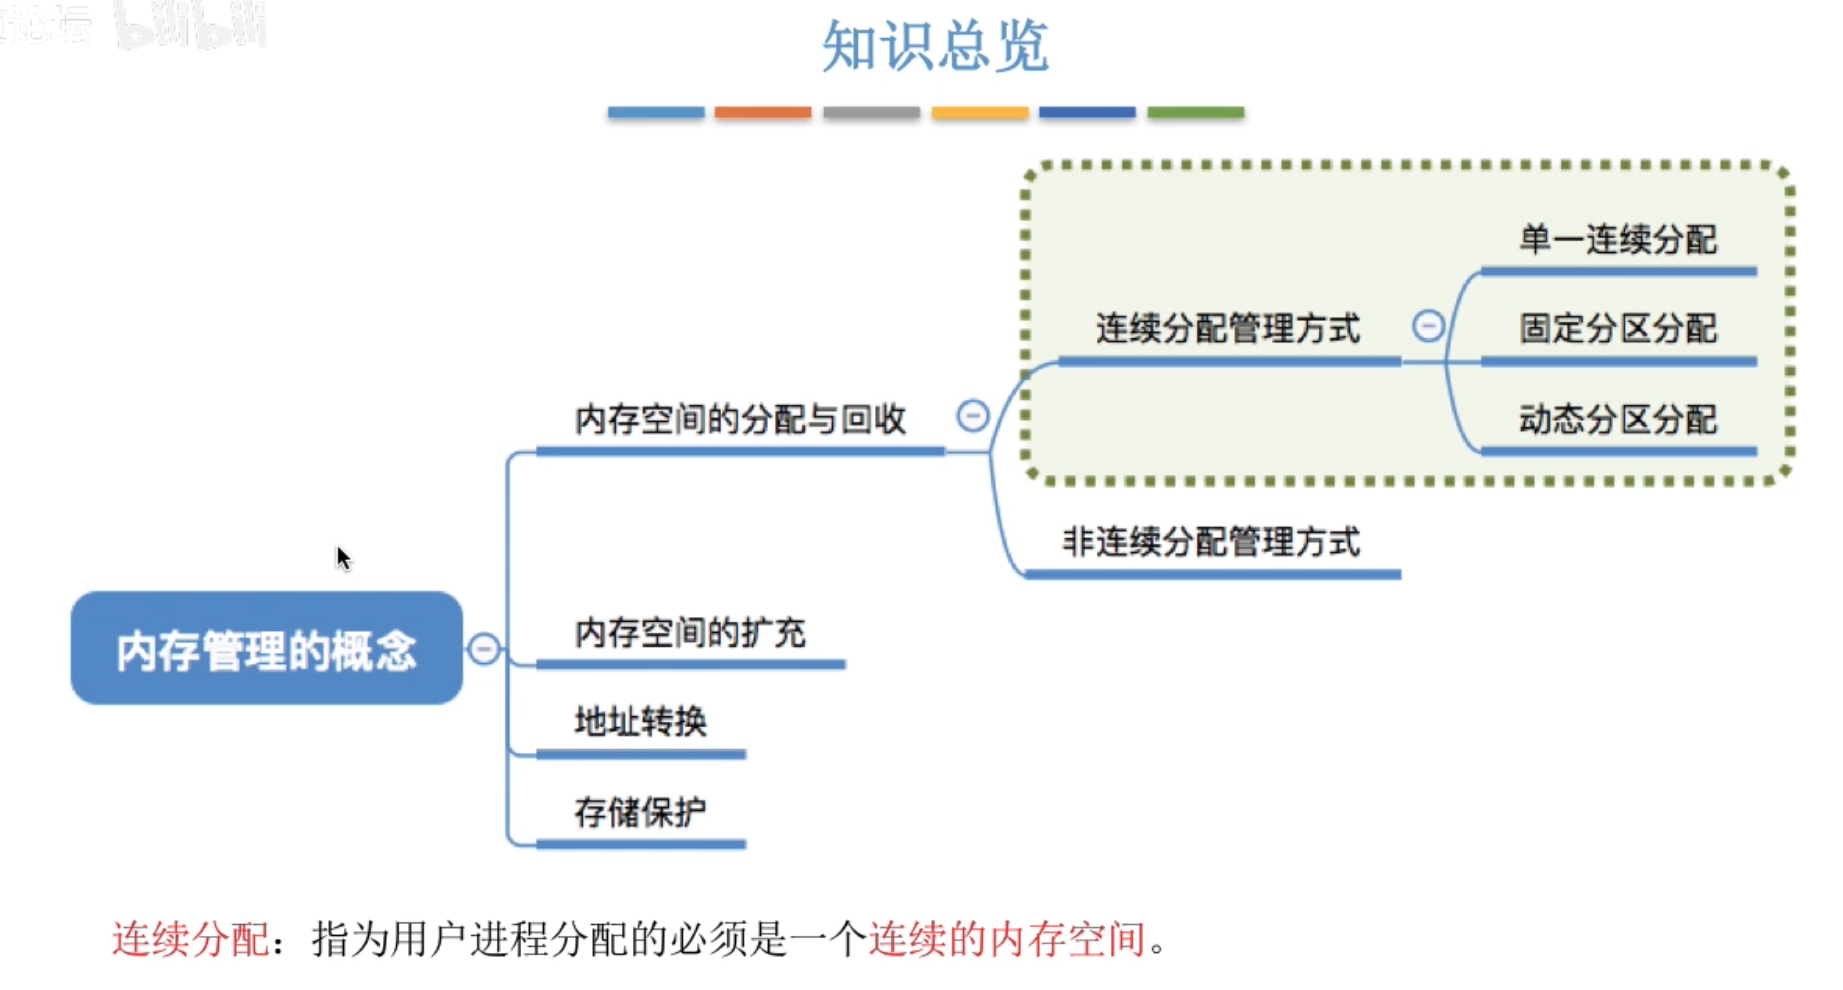 论坛 bilibili
知识总览
单一连续分配
连续分配管理方式
固定分区分配
内存空间的分配与回收
动态分区分配
非连续分配管理方式
内存管理的概念
内存空间的扩充
地址转换
存储保护
连续分配：指为用户进程分配的必须是一个连续的内存空间。